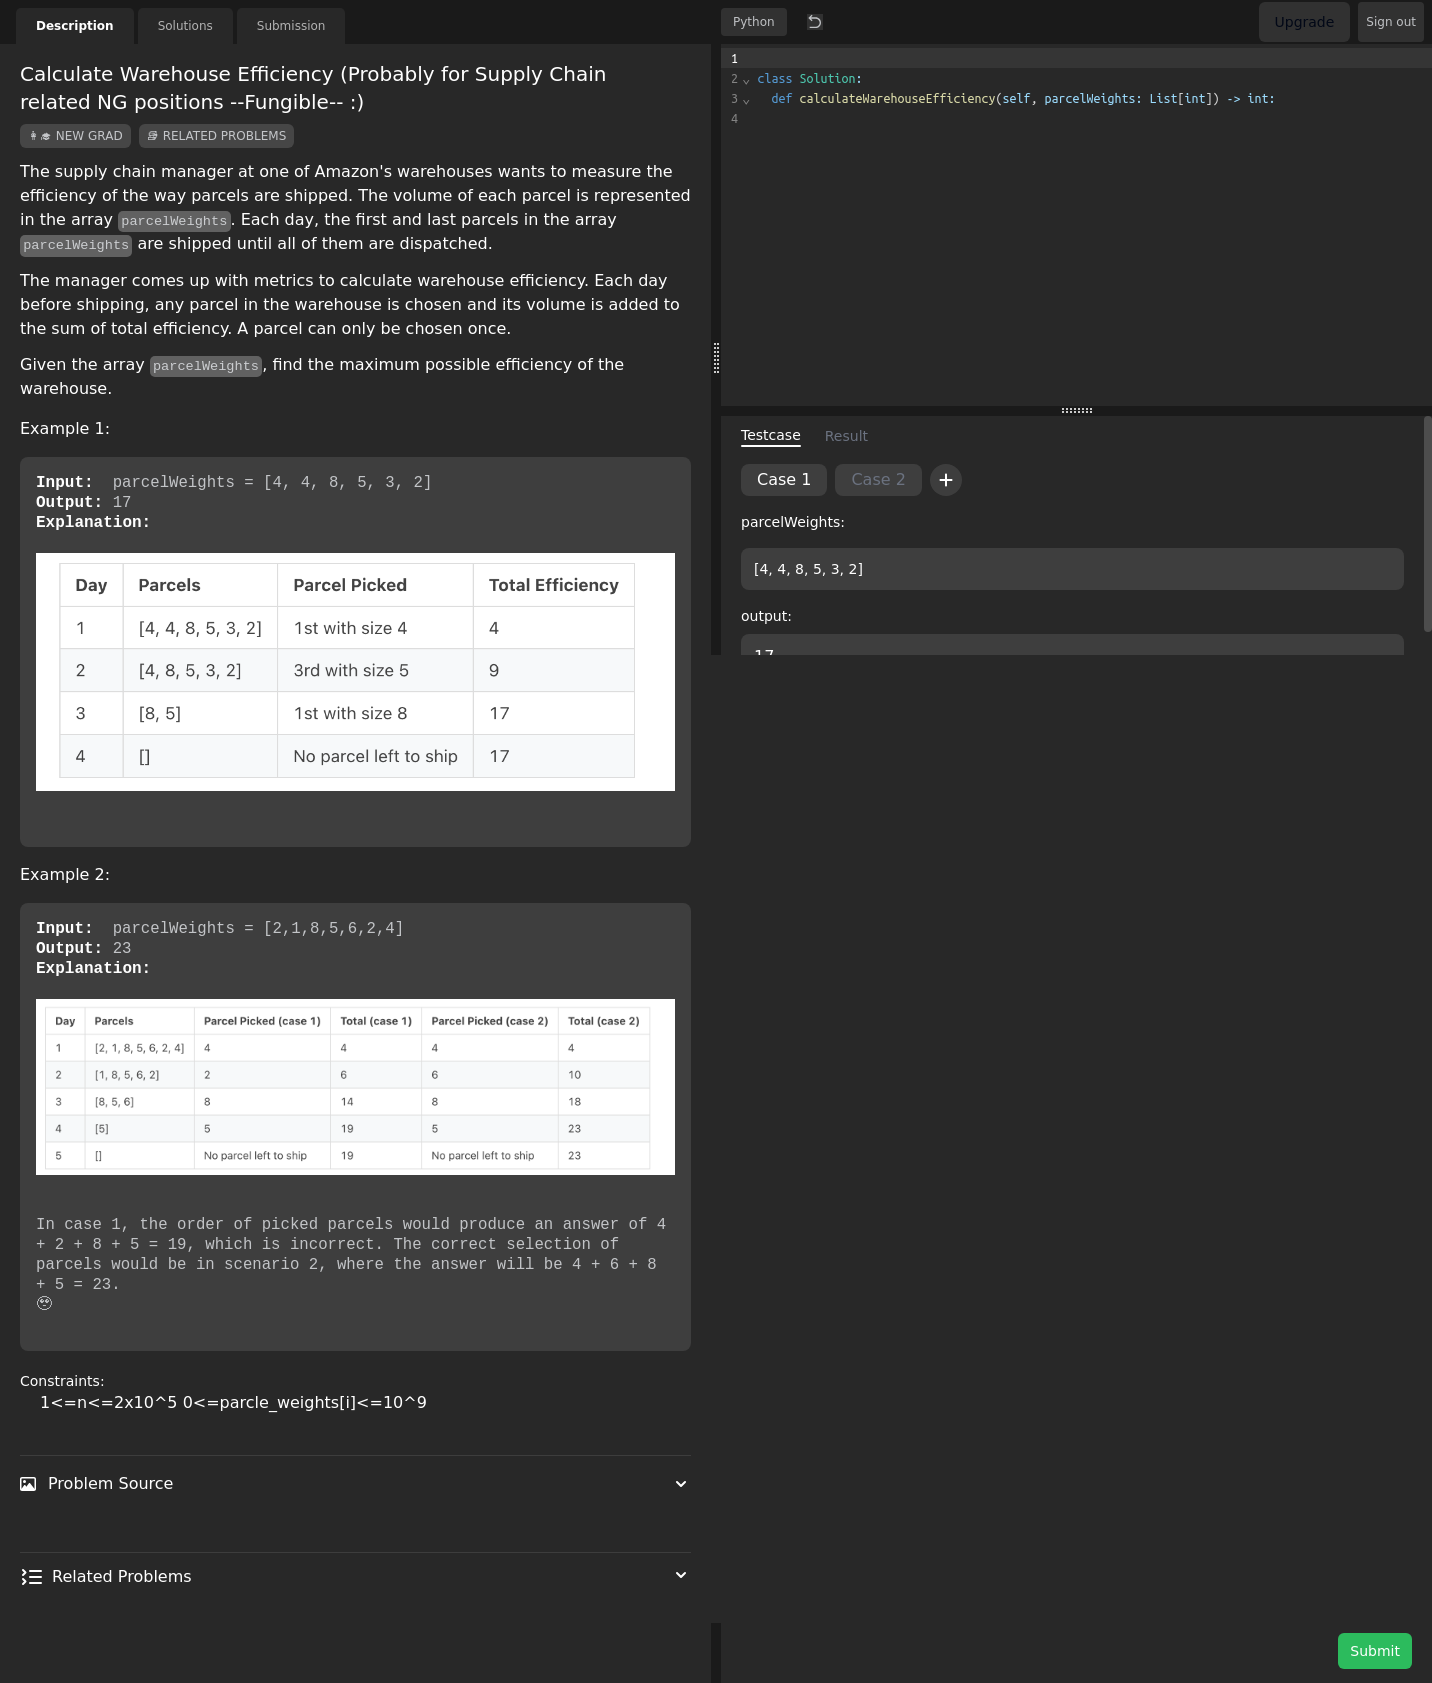 Description
Solutions
Submission
Python
Upgrade
Sign out
Calculate Warehouse Efficiency (Probably for Supply Chain
related NG positions --Fungible-- :)
NEW GRAD
RELATED PROBLEMS
The supply chain manager at one of Amazon's warehouses wants to measure the
efficiency of the way parcels are shipped. The volume of each parcel is represented
in the array parcelWeights. Each day, the first and last parcels in the array
parcelWeights are shipped until all of them are dispatched.
The manager comes up with metrics to calculate warehouse efficiency. Each day
before shipping, any parcel in the warehouse is chosen and its volume is added to
the sum of total efficiency. A parcel can only be chosen once.
Given the array parcelWeights, find the maximum possible efficiency of the
warehouse.
Example 1:
Input:  parcelWeights = [4, 4, 8, 5, 3, 2]
Output: 17
Explanation:
Day Parcels Parcel Picked Total Efficiency
1 [4, 4, 8, 5, 3, 2] 1st with size 4 4
2 [4, 8, 5, 3, 2] 3rd with size 5 9
3 [8, 5] 1st with size 8 17
4 [] No parcel left to ship 17
Example 2:
Input:  parcelWeights = [2,1,8,5,6,2,4]
Output: 23
Explanation:
Day Parcels Parcel Picked (case 1) Total (case 1) Parcel Picked (case 2) Total (case 2)
1 [2, 1, 8, 5, 6, 2, 4] 4 4 4 4
2 [1, 8, 5, 6, 2] 2 6 6 10
3 [8, 5, 6] 8 14 8 18
4 [5] 5 19 5 23
5 [] No parcel left to ship 19 No parcel left to ship 23
In case 1, the order of picked parcels would produce an answer of 4
+ 2 + 8 + 5 = 19, which is incorrect. The correct selection of
parcels would be in scenario 2, where the answer will be 4 + 6 + 8
+ 5 = 23.
Constraints:
1<=n<=2x10^5 0<=parcle_weights[i]<=10^9
Problem Source
Related Problems
1
2 class Solution:
3 def calculateWarehouseEfficiency(self, parcelWeights: List[int]) -> int:
4
Testcase
Result
Case 1
Case 2
+
parcelWeights:
[4, 4, 8, 5, 3, 2]
output:
17
Submit